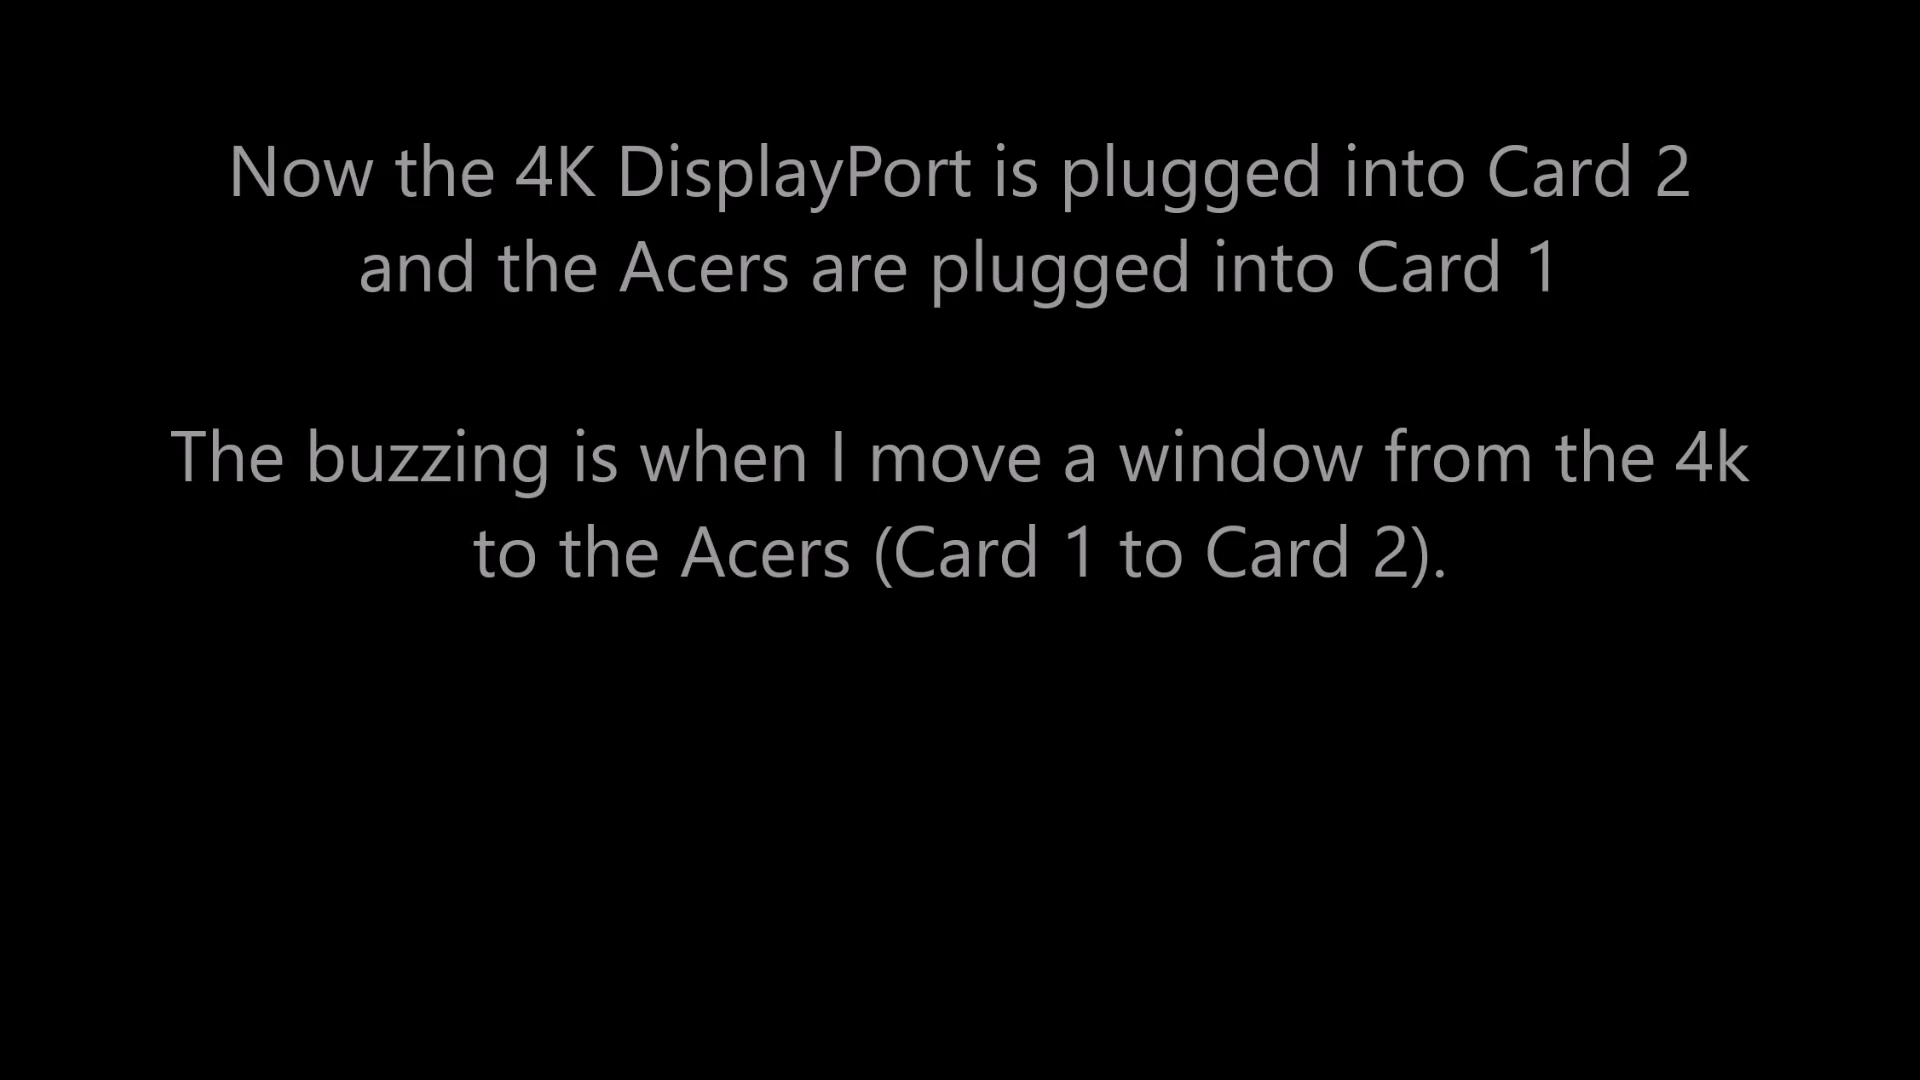 Now the 4K DisplayPort is plugged into Card 2
and the Acers are plugged into Card 1
The buzzing is when I move a window from the 4k
to the Acers (Card 1 to Card 2).